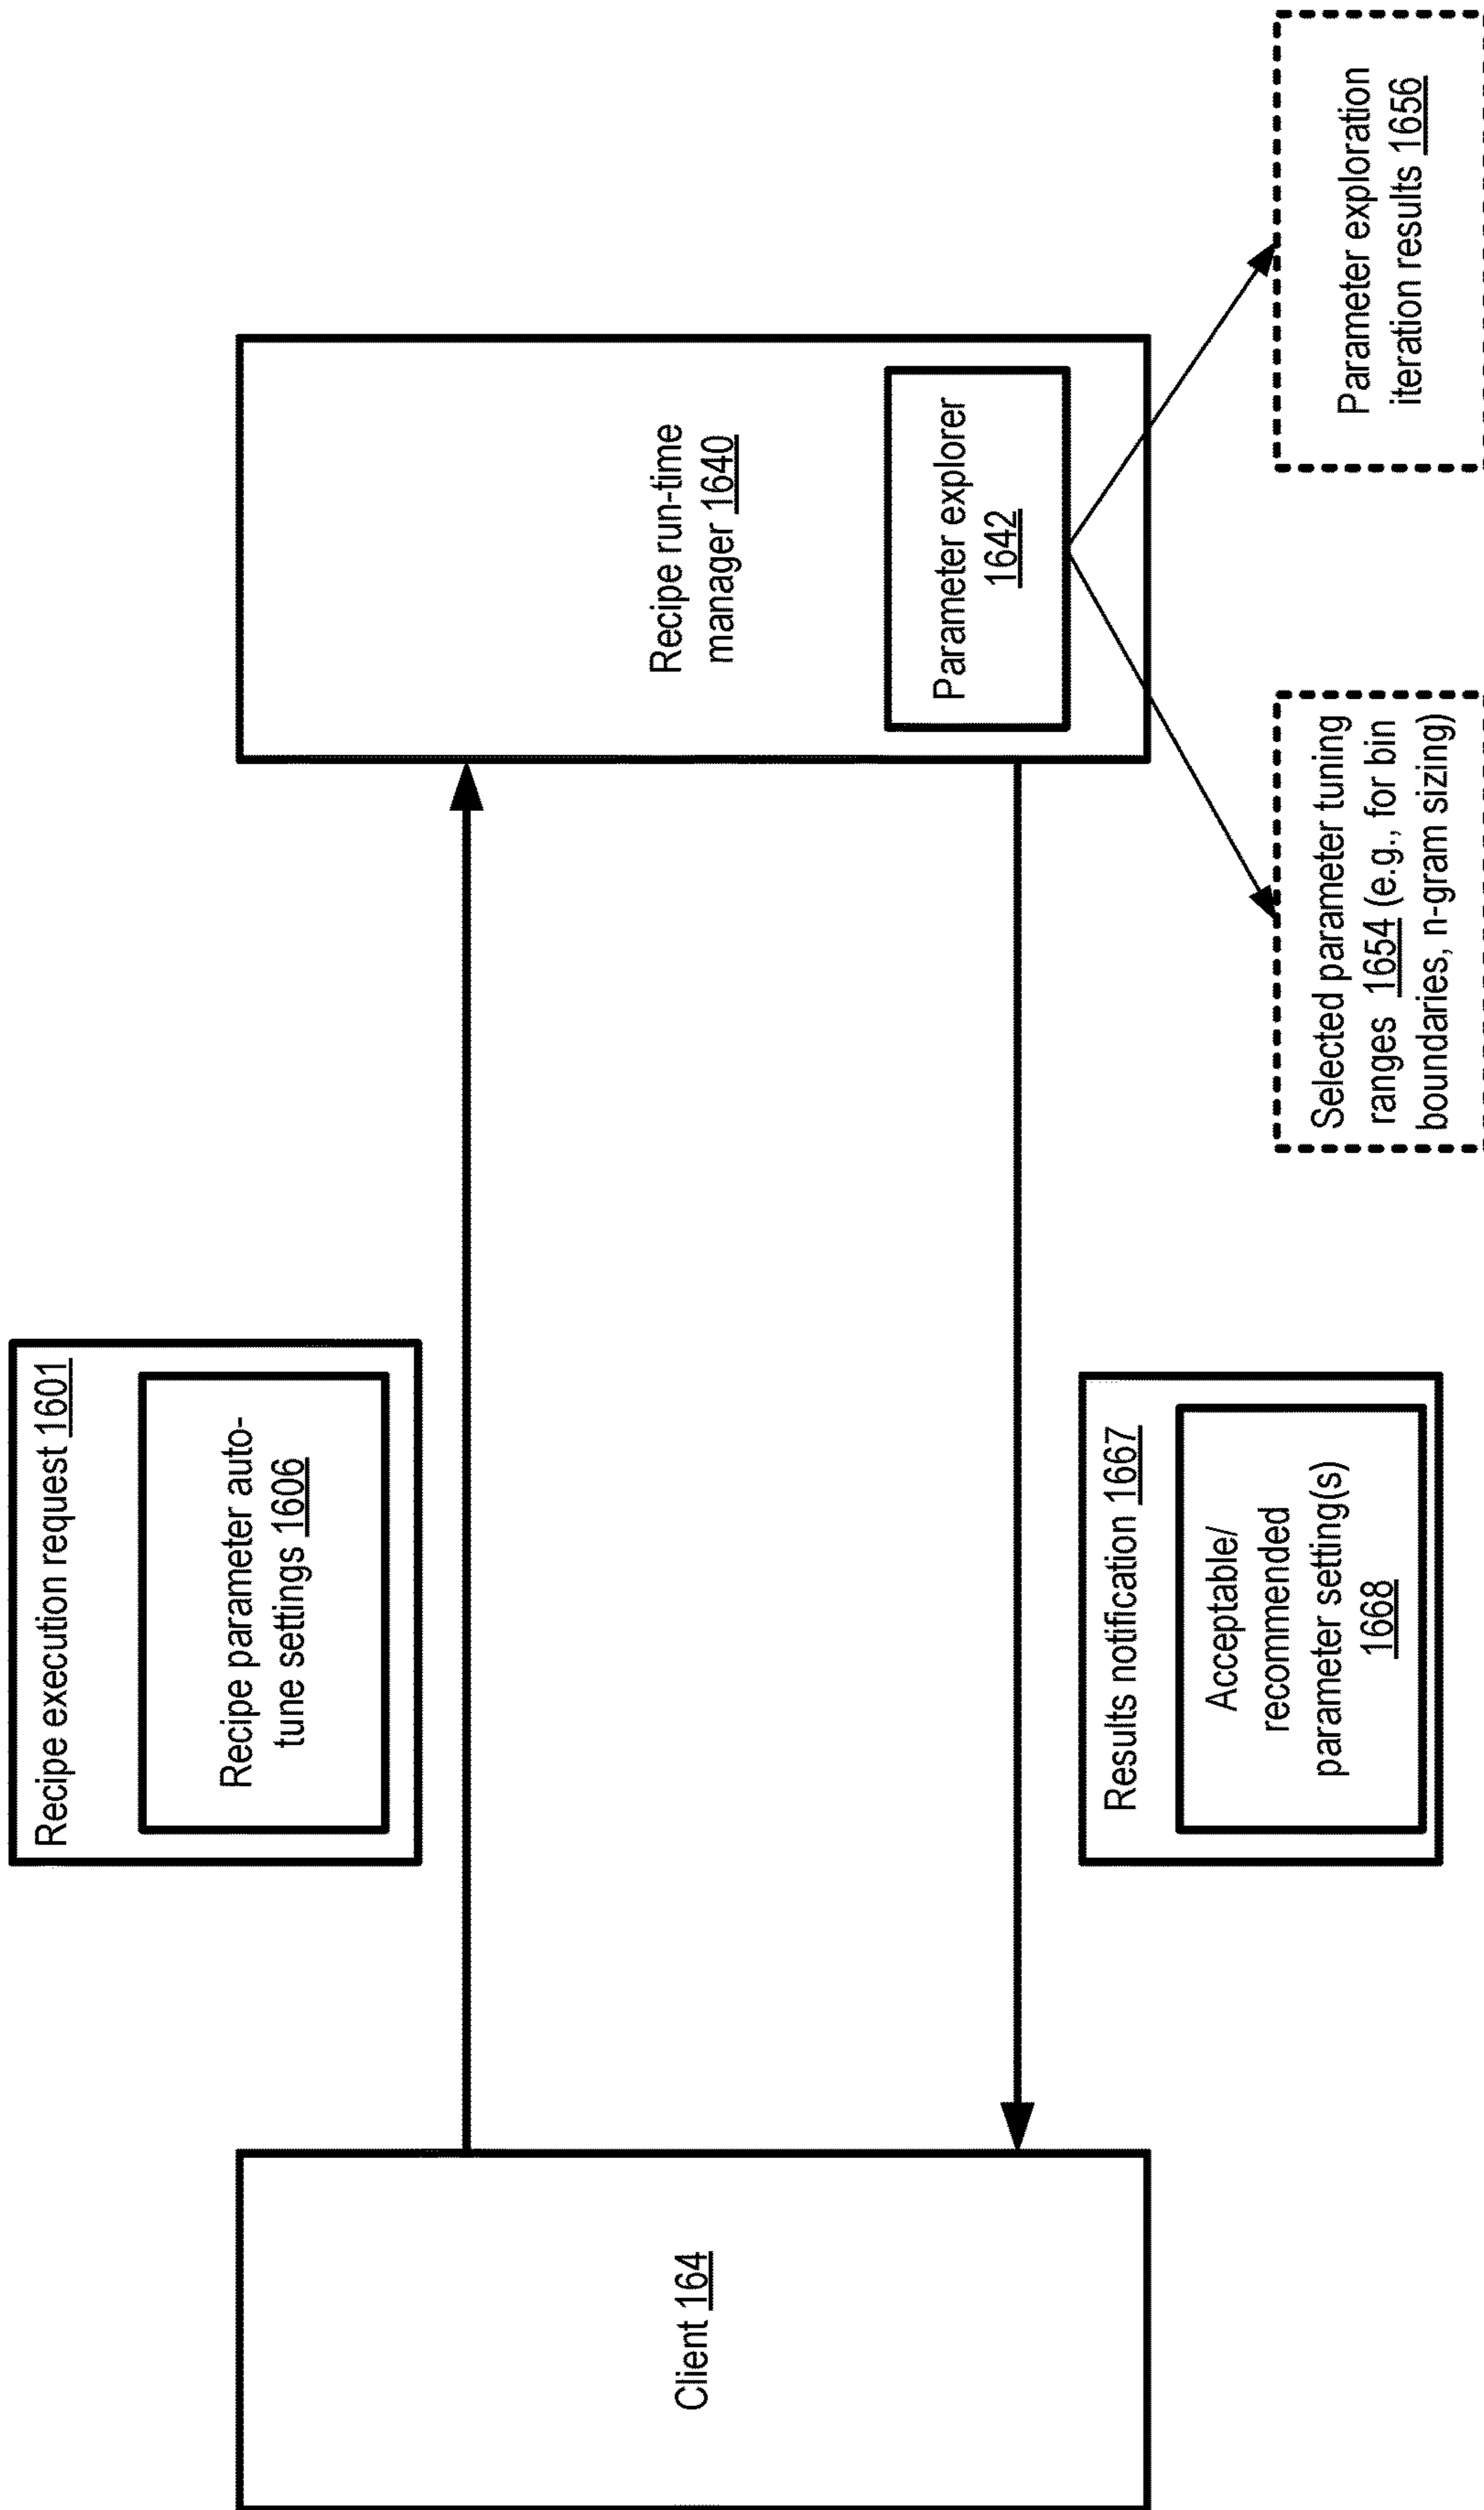 Recipe execution request 1601
Recipe parameter auto-
tune settings 1606
Client 164
Recipe run-time
manager 1640
Parameter explorer
1642
Results notification 1667
Acceptable/
recommended
parameter setting(s)
1668
Selected parameter tuning
ranges 1654 (e.g., for bin
boundaries, n-gram sizing)
Parameter exploration
iteration results 1656